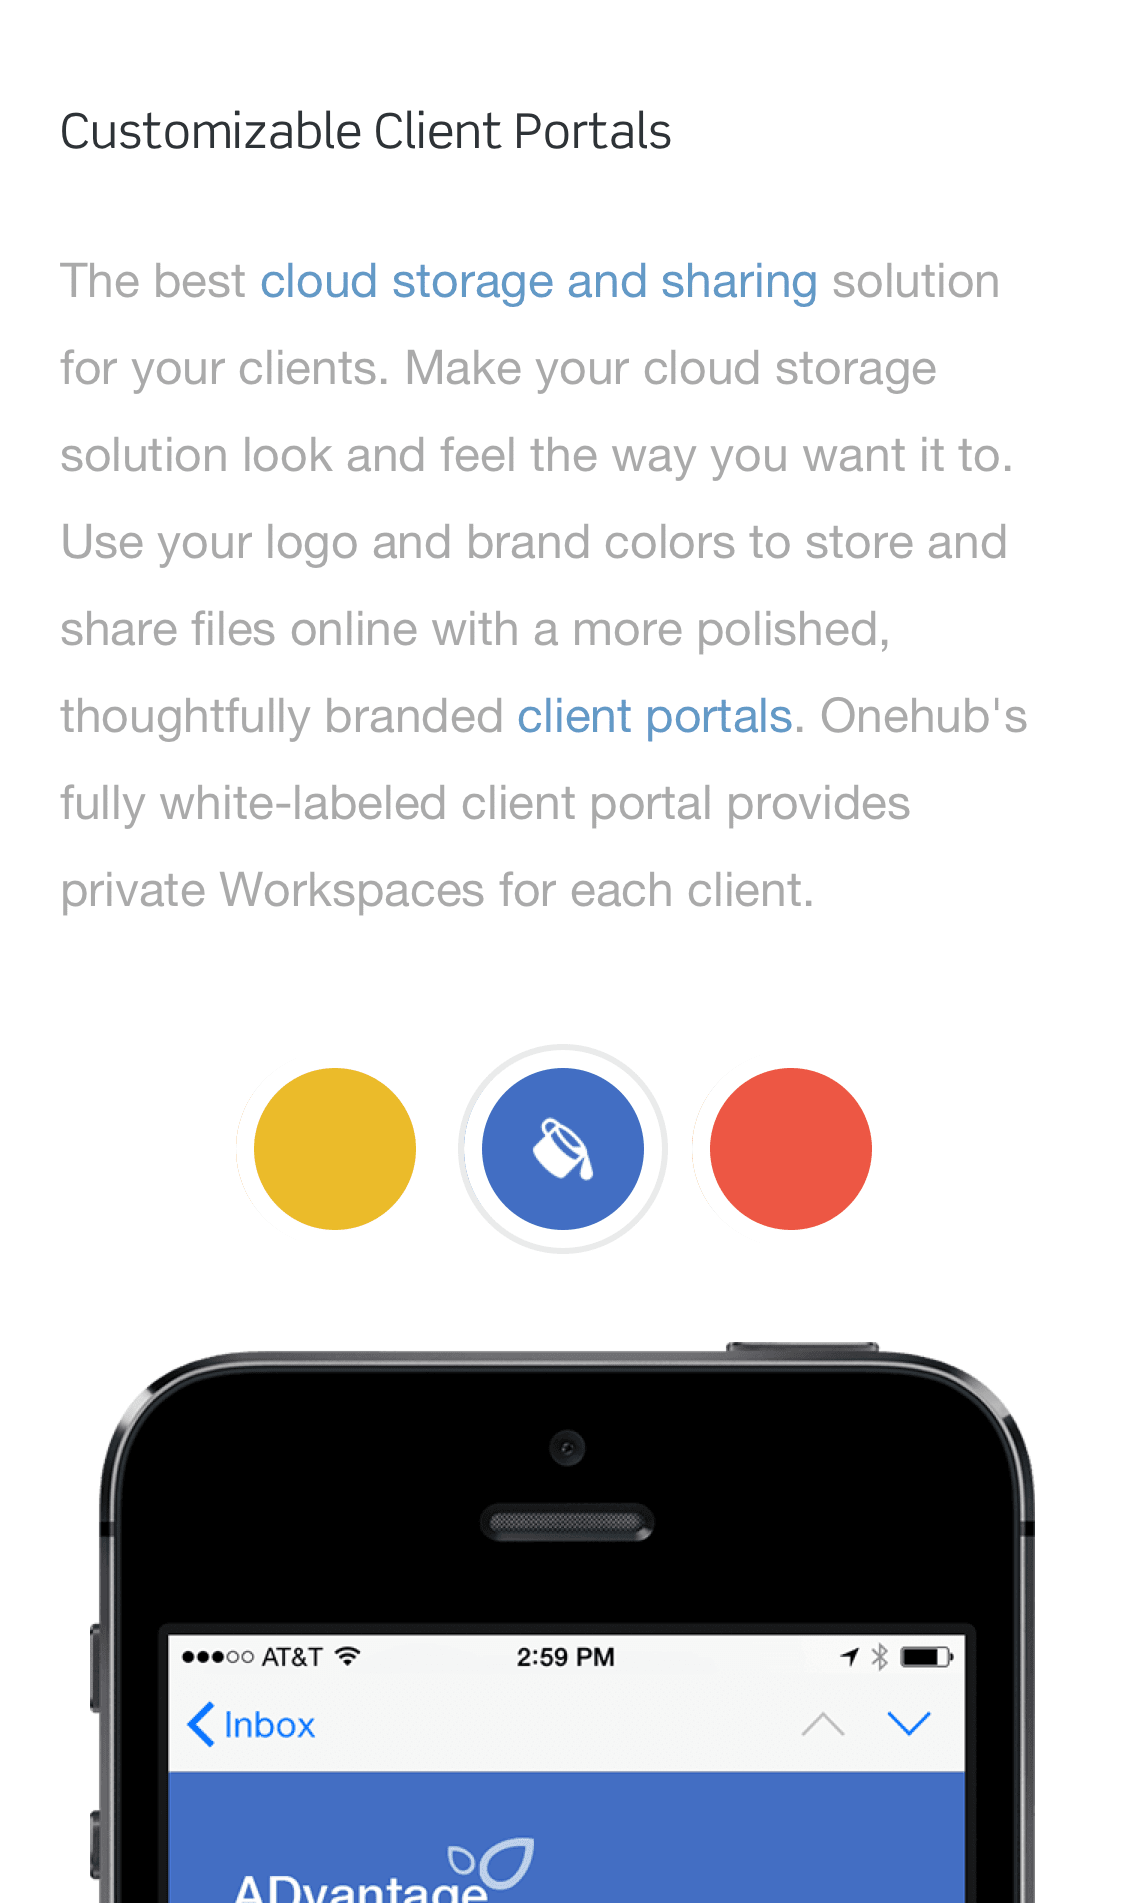 Customizable Client Portals
The best cloud storage and sharing solution
for your clients. Make your cloud storage
solution look and feel the way you want it to.
Use your logo and brand colors to store and
share files online with a more polished,
thoughtfully branded client portals. Onehub's
fully white-labeled client portal provides
private Workspaces for each client.
AT&T 2:59 PM
Inbox
ADvantage